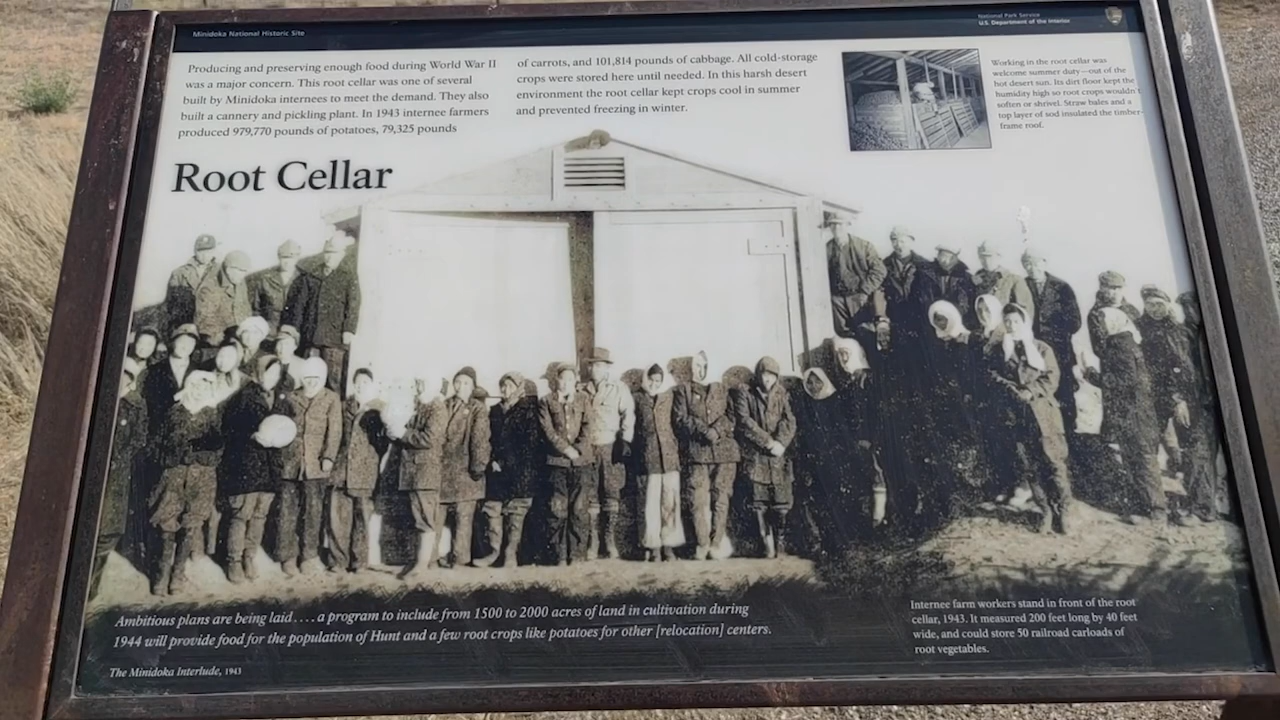 Minidoka National Historic Site
National Park Service
U.S. Department of the Interior
Producing and preserving enough food during World War II
was a major concern. This root cellar was one of several
built by Minidoka internees to meet the demand. They also
built a cannery and pickling plant. In 1943 internee farmers
produced 979,770 pounds of potatoes, 79,325 pounds
of carrots, and 101,814 pounds of cabbage. All cold-storage
crops were stored here until needed. In this harsh desert
environment the root cellar kept crops cool in summer
and prevented freezing in winter.
Working in the root cellar was
welcome summer duty—out of the
hot desert sun. Its dirt floor kept the
humidity high so root crops wouldn't
soften or shrivel. Straw bales and a
top layer of sod insulated the timber-
frame roof.
Root Cellar
Ambitious plans are being laid....a program to include from 1500 to 2000 acres of land in cultivation during
1944 will provide food for the population of Hunt and a few root crops like potatoes for other [relocation] centers.
The Minidoka Interlude, 1943
Internee farm workers stand in front of the root
cellar, 1943. It measured 200 feet long by 40 feet
wide, and could store 50 railroad carloads of
root vegetables.